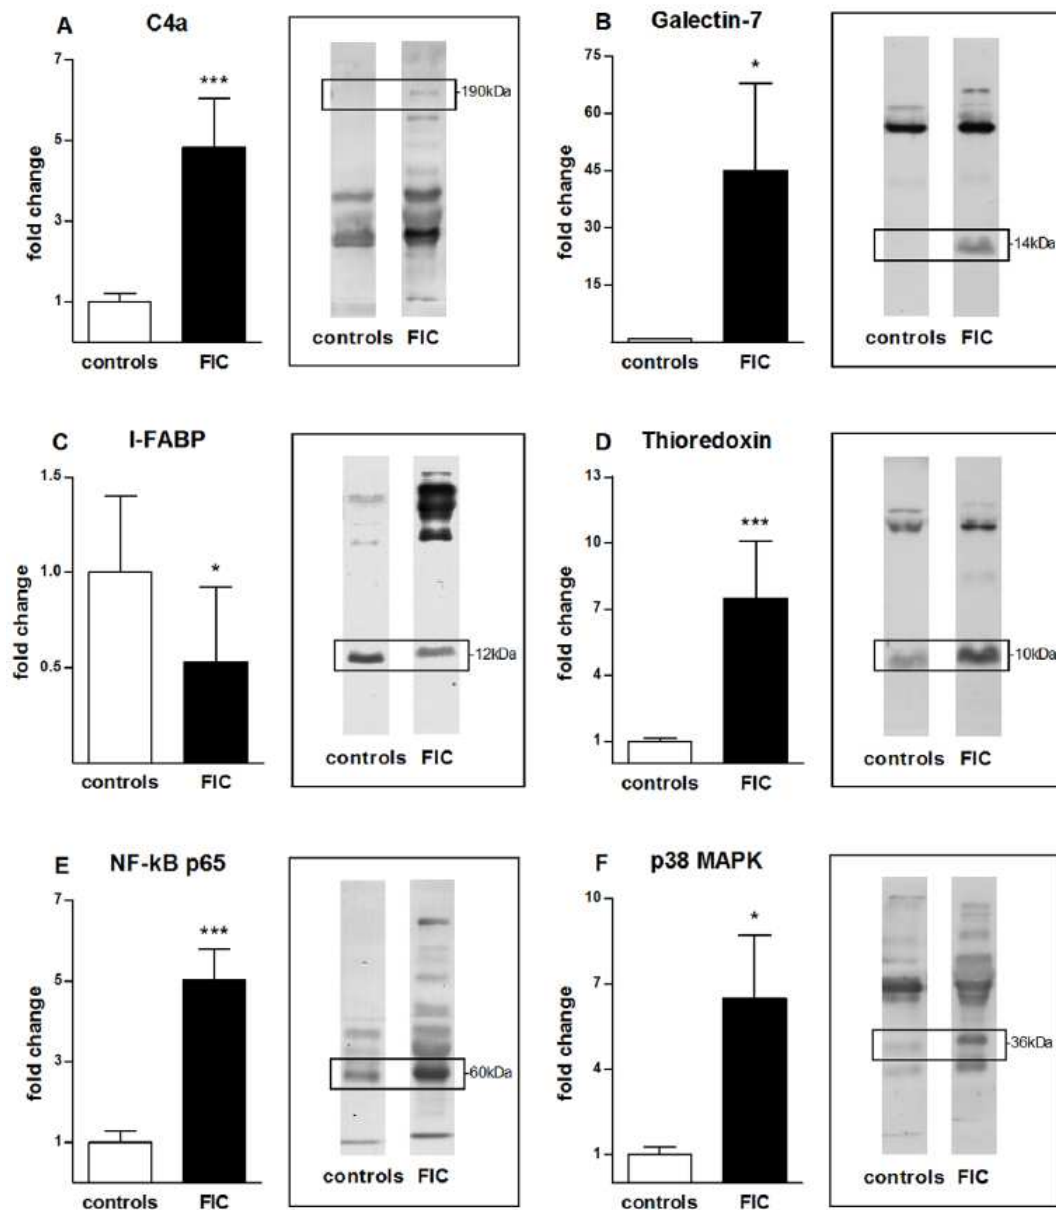 A C4a
fold change
7
5
3
1
***
controls FIC
-190kDa
controls FIC
B Galectin-7
fold change
75
60
45
30
15
*
controls FIC
-14kDa
controls FIC
C I-FABP
fold change
1.5
1.0
0.5
*
controls FIC
-12kDa
controls FIC
D Thioredoxin
fold change
13
10
7
4
1
***
controls FIC
-10kDa
controls FIC
E NF-kB p65
fold change
7
5
3
1
***
controls FIC
-60kDa
controls FIC
F p38 MAPK
fold change
10
7
4
1
*
controls FIC
-36kDa
controls FIC